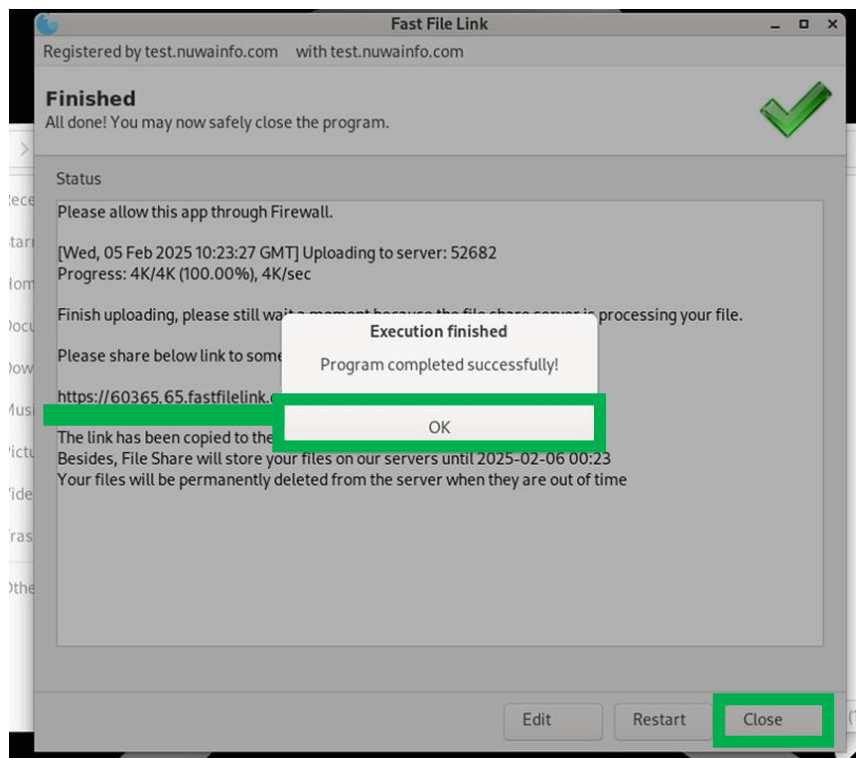 Fast File Link
Registered by test.nuwainfo.com with test.nuwainfo.com
Finished
All done! You may now safely close the program.
Status
Please allow this app through Firewall.
[Wed, 05 Feb 2025 10:23:27 GMT] Uploading to server: 52682
Progress: 4K/4K (100.00%), 4K/sec
Finish uploading, please still wait a moment because the file share server is processing your file.
Please share below link to some
https://60365.65.fastfilelink.
The link has been copied to the
Besides, File Share will store your files on our servers until 2025-02-06 00:23
Your files will be permanently deleted from the server when they are out of time
Execution finished
Program completed successfully!
OK
Edit
Restart
Close